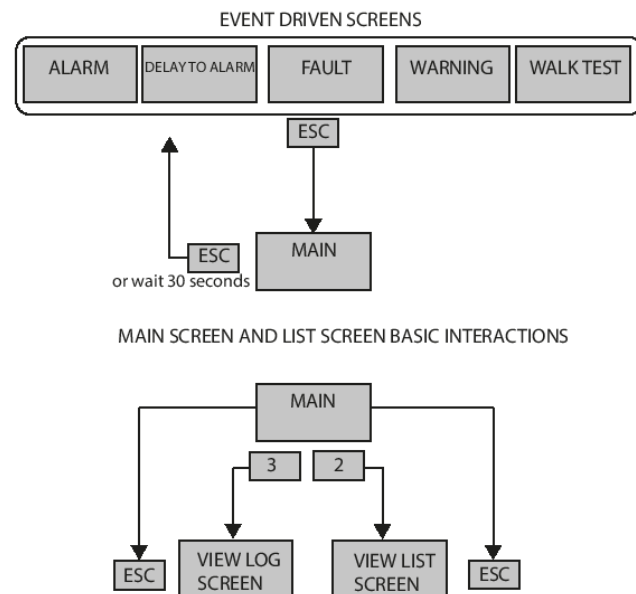 EVENT DRIVEN SCREENS
ALARM
DELAY TO ALARM
FAULT
WARNING
WALK TEST
ESC
ESC
MAIN
or wait 30 seconds
MAIN SCREEN AND LIST SCREEN BASIC INTERACTIONS
MAIN
3
2
ESC
VIEW LOG
SCREEN
VIEW LIST
SCREEN
ESC